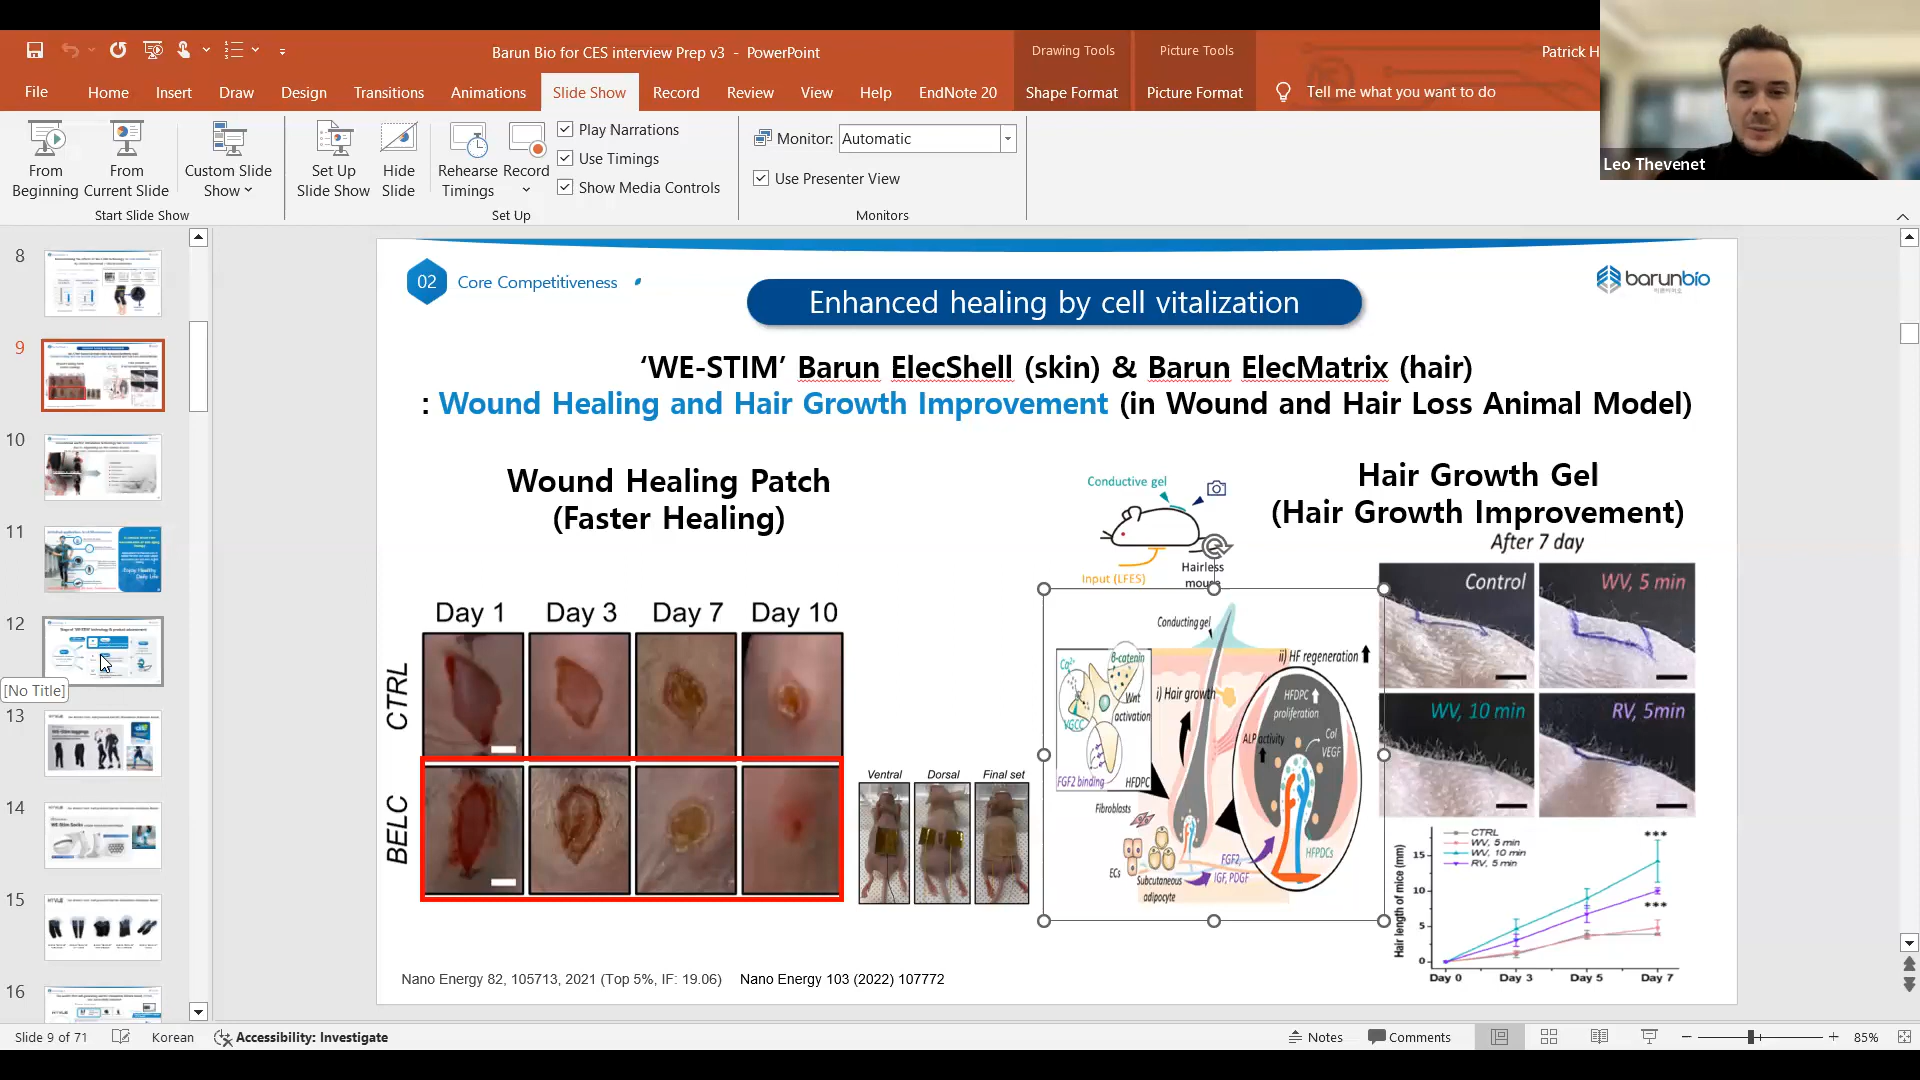 Barun Bio for CES interview Prep v3 - PowerPoint
Drawing Tools
Picture Tools
Patrick H
File
Home
Insert
Draw
Design
Transitions
Animations
Slide Show
Record
Review
View
Help
EndNote 20
Shape Format
Picture Format
Tell me what you want to do
Leo Thevenet
From Beginning
From Current Slide
Custom Slide Show
Start Slide Show
Set Up Slide Show
Hide Slide
Rehearse Timings
Record
Play Narrations
Use Timings
Show Media Controls
Set Up
Monitor:
Automatic
Use Presenter View
Monitors
8
9
10
11
12
[No Title]
13
14
15
16
02
Core Competitiveness
barunbio
바른바이오
Enhanced healing by cell vitalization
‘WE-STIM’ Barun ElecShell (skin) & Barun ElecMatrix (hair)
: Wound Healing and Hair Growth Improvement (in Wound and Hair Loss Animal Model)
Wound Healing Patch
(Faster Healing)
Day 1
Day 3
Day 7
Day 10
CTRL
BELC
Ventral
Dorsal
Final set
Conductive gel
Input (LFES)
Hairless
mouse
Hair Growth Gel
(Hair Growth Improvement)
After 7 day
Conducting gel
Ca2+
B-catenin
Wnt
activation
VGCC
FGF2 binding
HFDPC
i) Hair growth
ii) HF regeneration
HFDPC
proliferation
ALP activity
Col
VEGF
HFPDCs
Fibroblasts
ECs
Subcutaneous
adipocyte
FGF2,
IGF, PDGF
Control
WV, 5 min
WV, 10 min
RV, 5min
CTRL
WV, 5 min
WV, 10 min
RV, 5 min
***
***
Hair length of mice (mm)
15
10
5
0
Day 0
Day 3
Day 5
Day 7
Nano Energy 82, 105713, 2021 (Top 5%, IF: 19.06)
Nano Energy 103 (2022) 107772
Slide 9 of 71
Korean
Accessibility: Investigate
Notes
Comments
85%